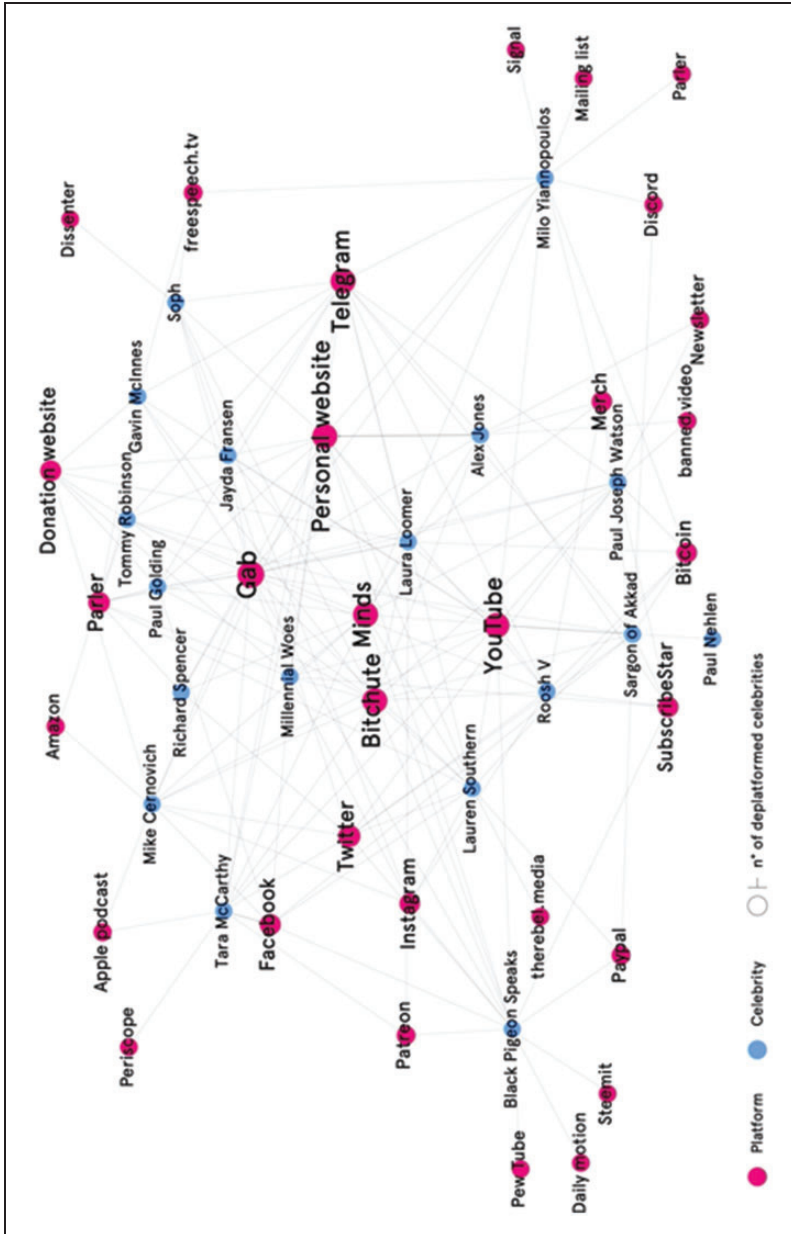 Dissenter
freespeech.tv
Signal
Mailing list
Parler
Soph
Milo Yiannopoulos
Discord
Donation website
Gavin McInnes
Telegram
Tommy Robinson
Jayda Fransen
Personal website
Alex Jones
Merch
Newsletter
Parler
Paul Golding
Gab
Laura Loomer
Paul Joseph Watson
banned.video
Amazon
Richard Spencer
Millennial Woes
Minds
YouTube
Bitcoin
Bitchute
Roosh V
Sargon of Akkad
Paul Nehlen
SubscribeStar
Mike Cernovich
Twitter
Lauren Southern
Apple podcast
Tara McCarthy
Facebook
Instagram
therebel.media
Paypal
Periscope
Patreon
Black Pigeon Speaks
Steemit
Pew Tube
Daily motion
Platform
Celebrity
n° of deplatformed celebrities